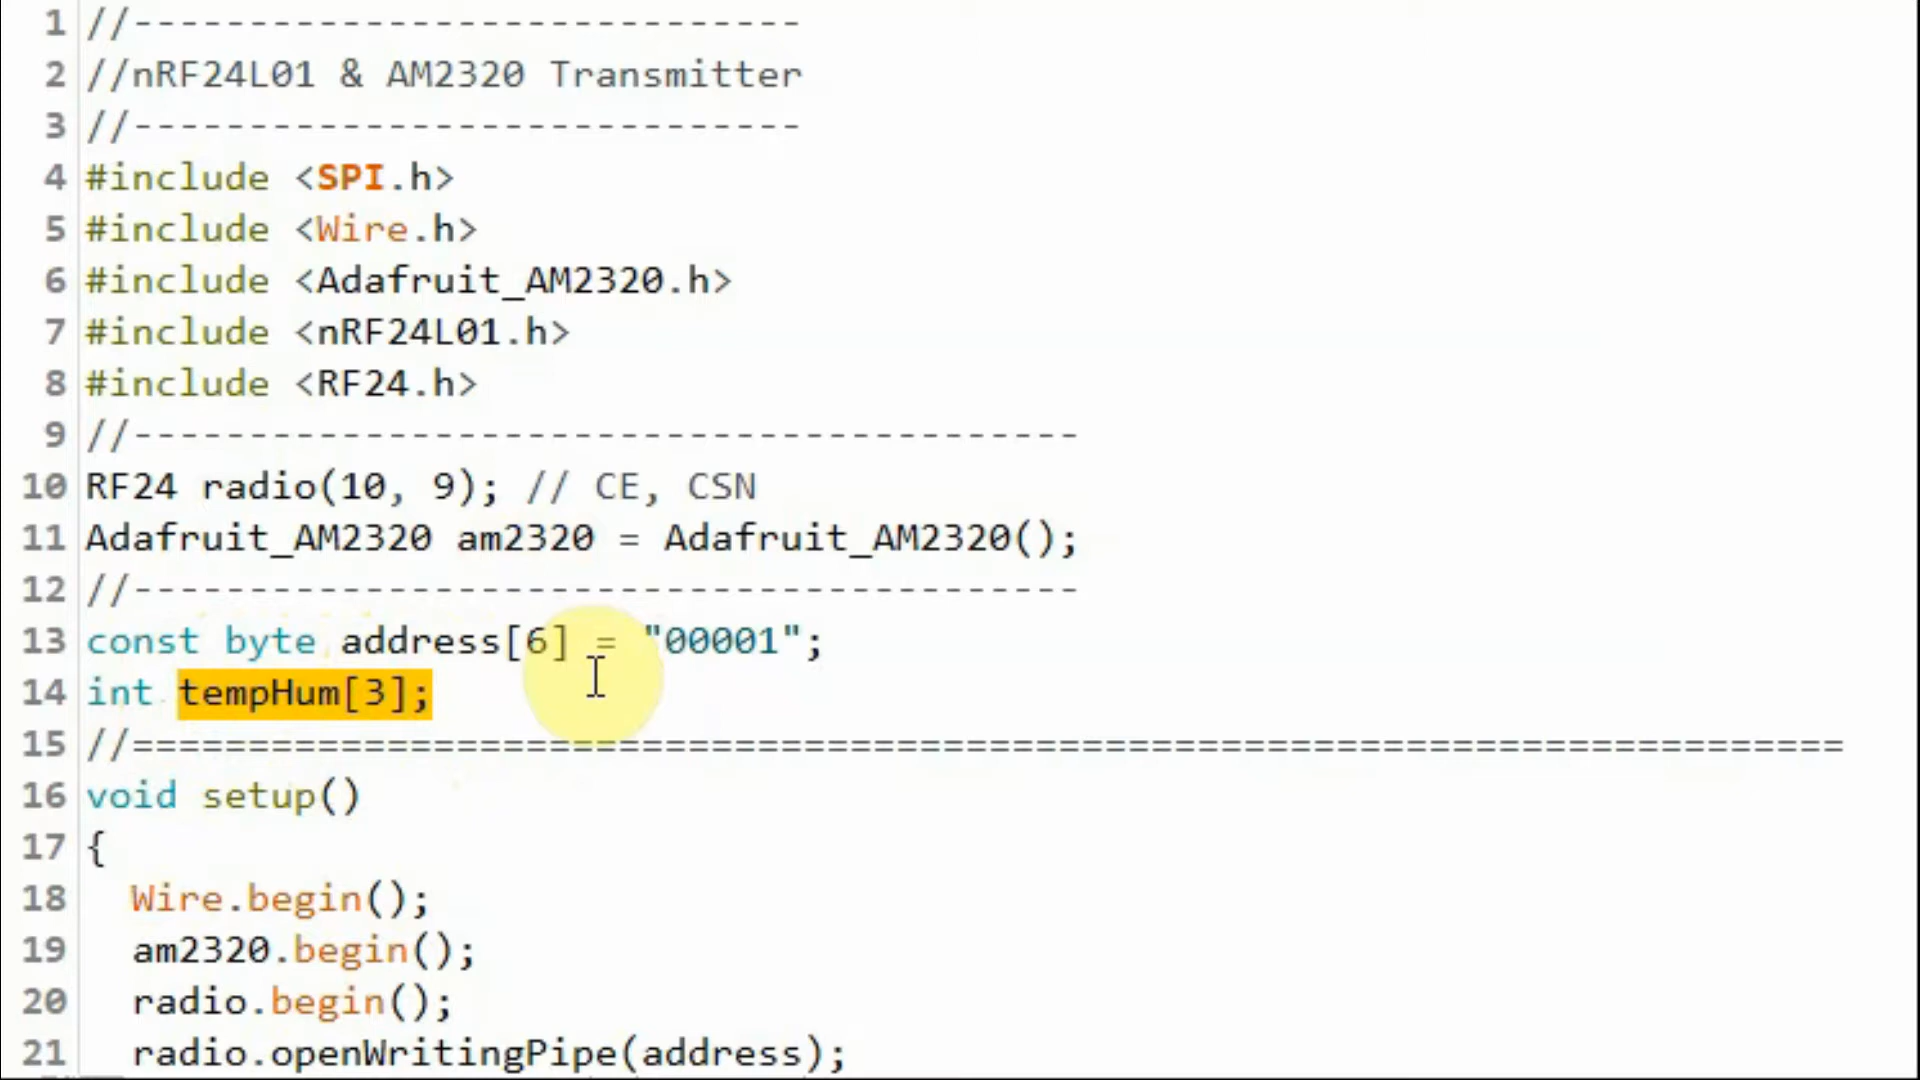 1 //-----------------------------
2 //nRF24L01 & AM2320 Transmitter
3 //-----------------------------
4 #include <SPI.h>
5 #include <Wire.h>
6 #include <Adafruit_AM2320.h>
7 #include <nRF24L01.h>
8 #include <RF24.h>
9 //-----------------------------------------
10 RF24 radio(10, 9); // CE, CSN
11 Adafruit_AM2320 am2320 = Adafruit_AM2320();
12 //-----------------------------------------
13 const byte address[6] = "00001";
14 int tempHum[3];
15 //==========================================================================
16 void setup()
17 {
18   Wire.begin();
19   am2320.begin();
20   radio.begin();
21   radio.openWritingPipe(address);